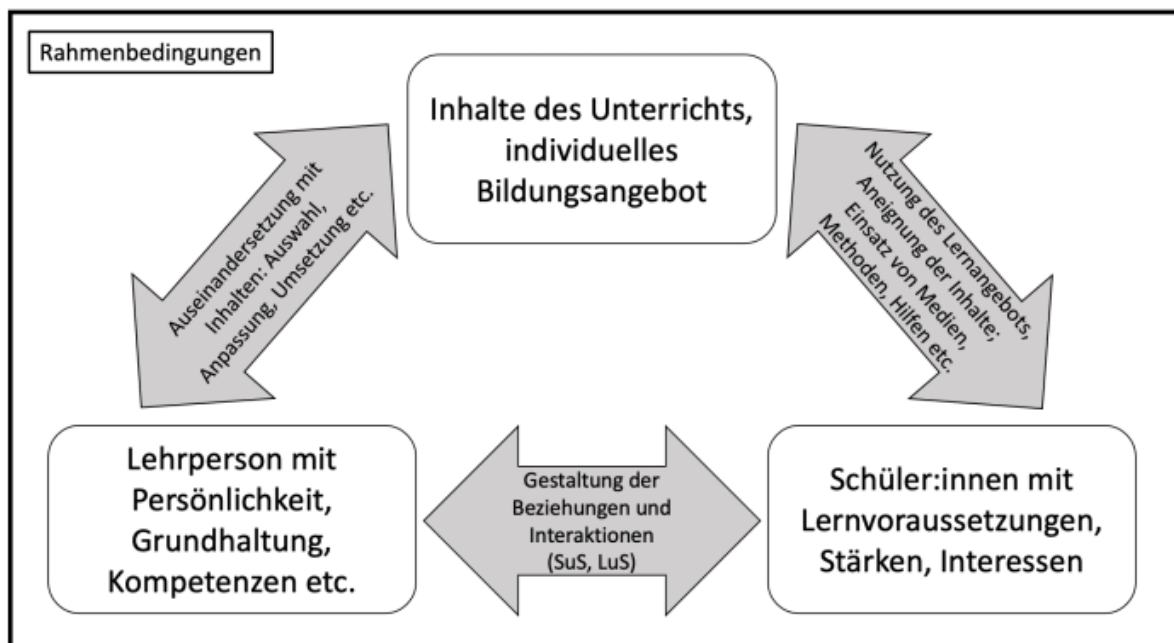 Rahmenbedingungen
Inhalte des Unterrichts,
individuelles
Bildungsangebot
Auseinandersetzung mit
Inhalten: Auswahl,
Anpassung, Umsetzung etc.
Nutzung des Lernangebots,
Aneignung der Inhalte;
Einsatz von Medien,
Methoden, Hilfen etc.
Lehrperson mit
Persönlichkeit,
Grundhaltung,
Kompetenzen etc.
Gestaltung der
Beziehungen und
Interaktionen
(SuS, LuS)
Schüler:innen mit
Lernvoraussetzungen,
Stärken, Interessen